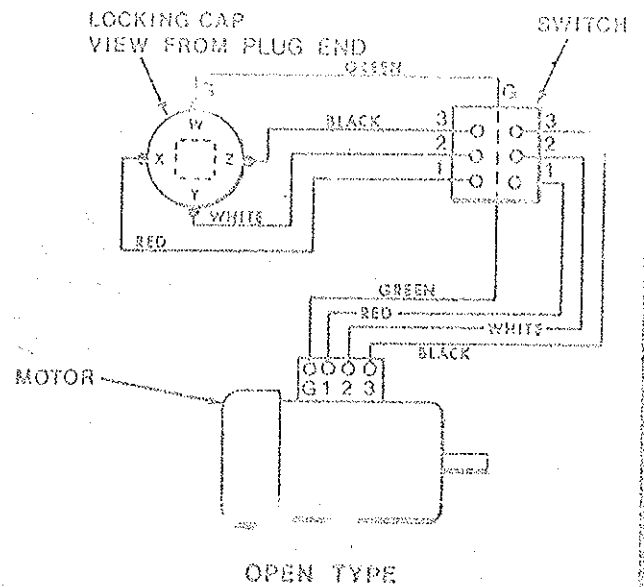 LOCKING CAP
VIEW FROM PLUG END
SWITCH
GREEN
G
G
W
X
Z
Y
BLACK
3
2
1
3
2
1
WHITE
RED
GREEN
RED
WHITE
BLACK
MOTOR
G 1 2 3
OPEN TYPE